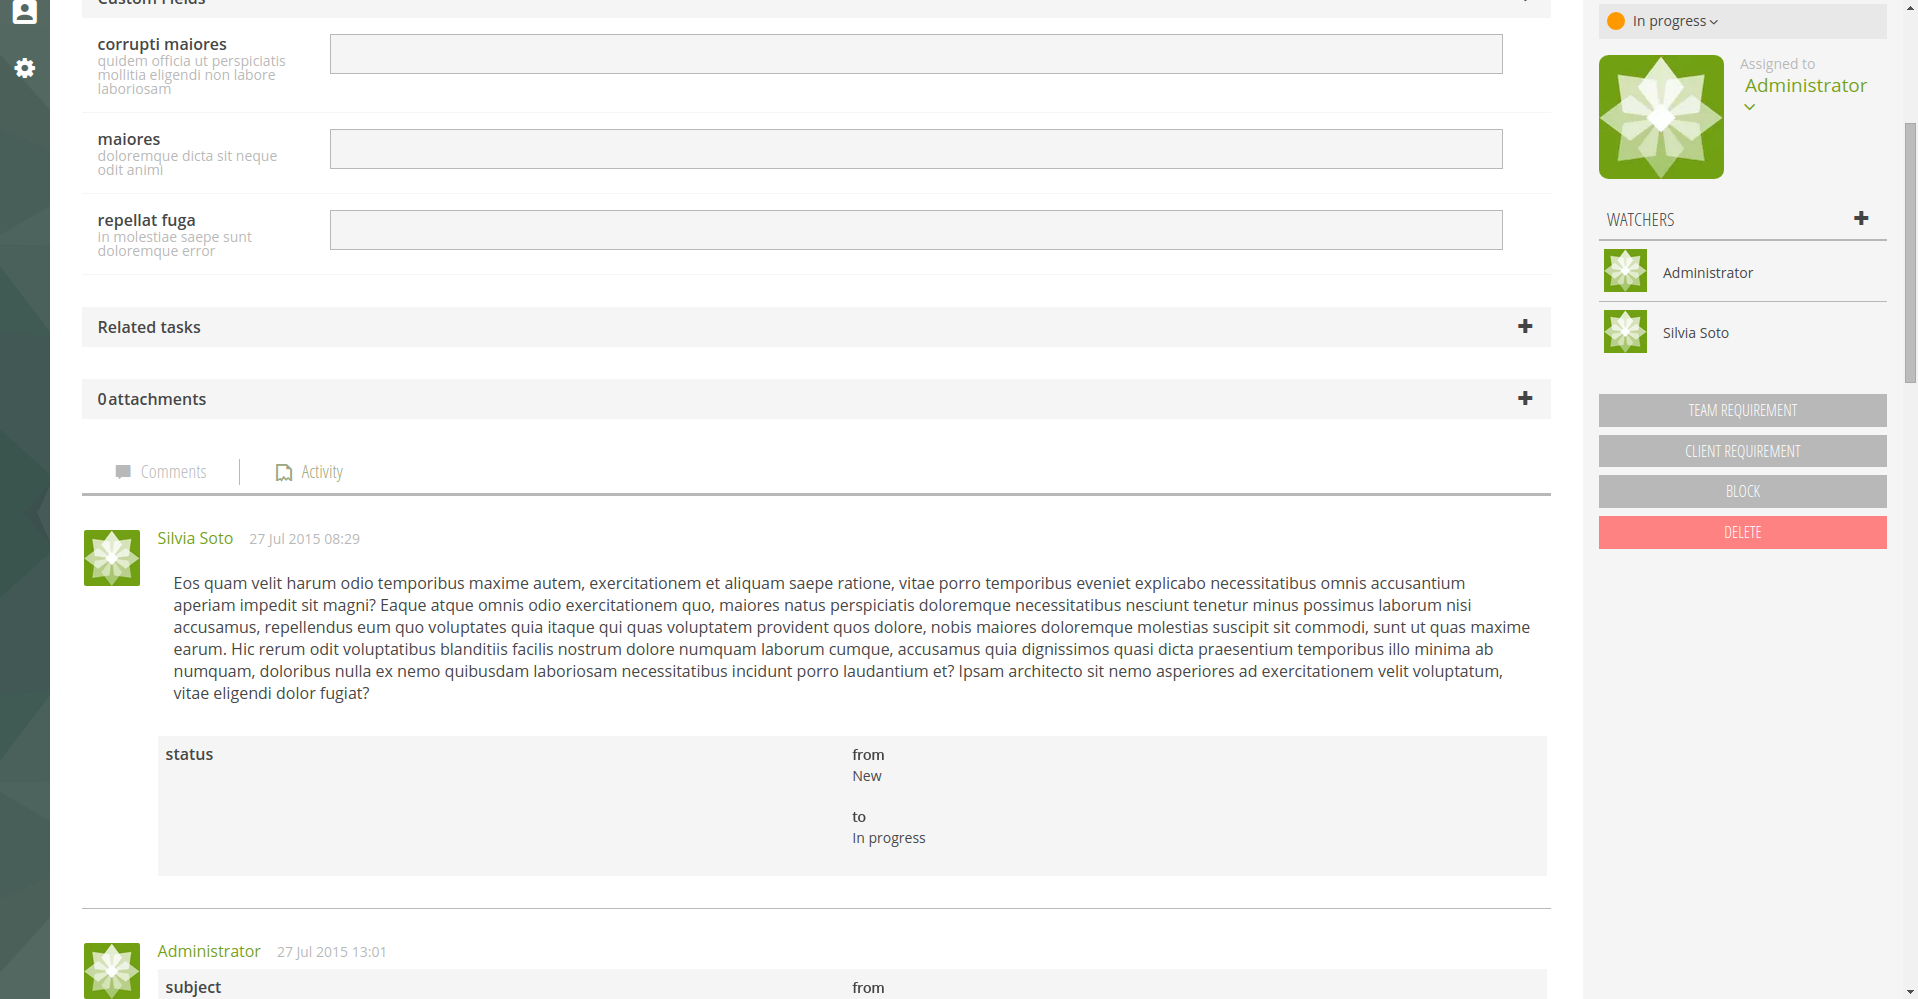 Custom Fields
corrupti maiores
quidem officia ut perspiciatis
mollitia eligendi non labore
laboriosam
maiores
doloremque dicta sit neque
odit animi
repellat fuga
in molestiae saepe sunt
doloremque error
Related tasks
0 attachments
Comments
Activity
Silvia Soto 27 Jul 2015 08:29
Eos quam velit harum odio temporibus maxime autem, exercitationem et aliquam saepe ratione, vitae porro temporibus eveniet explicabo necessitatibus omnis accusantium
aperiam impedit sit magni? Eaque atque omnis odio exercitationem quo, maiores natus perspiciatis doloremque necessitatibus nesciunt tenetur minus possimus laborum nisi
accusamus, repellendus eum quo voluptates quia itaque qui quas voluptatem provident quos dolore, nobis maiores doloremque molestias suscipit sit commodi, sunt ut quas maxime
earum. Hic rerum odit voluptatibus blanditiis facilis nostrum dolore numquam laborum cumque, accusamus quia dignissimos quasi dicta praesentium temporibus illo minima ab
numquam, doloribus nulla ex nemo quibusdam laboriosam necessitatibus incidunt porro laudantium et? Ipsam architecto sit nemo asperiores ad exercitationem velit voluptatum,
vitae eligendi dolor fugiat?
status
from
New
to
In progress
Administrator 27 Jul 2015 13:01
subject
from
In progress
Assigned to
Administrator
WATCHERS
Administrator
Silvia Soto
TEAM REQUIREMENT
CLIENT REQUIREMENT
BLOCK
DELETE